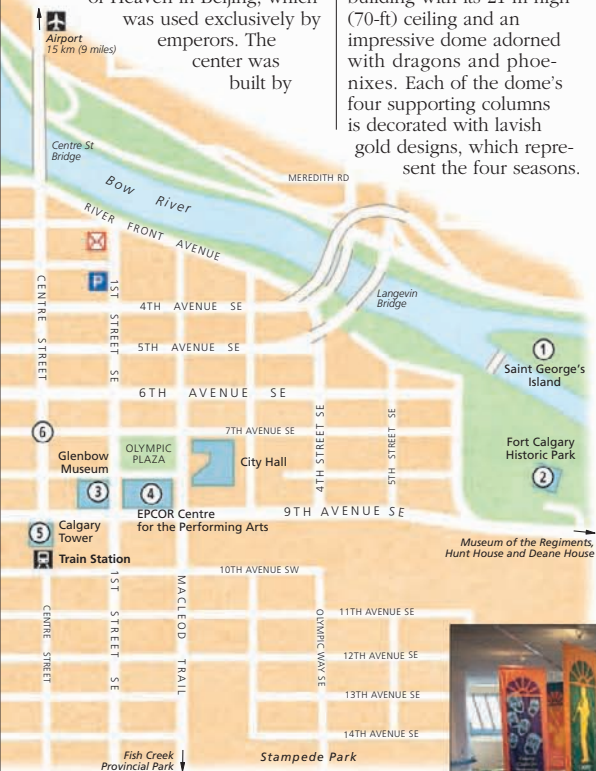 of Heaven in Beijing, which
was used exclusively by
emperors. The
center was
built by
building with its 21-m-high
(70-ft) ceiling and an
impressive dome adorned
with dragons and phoe-
nixes. Each of the dome's
four supporting columns
is decorated with lavish
gold designs, which repre-
sent the four seasons.
Airport
15 km (9 miles)
Centre St
Bridge
MEREDITH RD
Bow River
RIVER FRONT AVENUE
P
CENTRE STREET
1ST STREET SE
4TH AVENUE SE
Langevin
Bridge
5TH AVENUE SE
1
Saint George's
Island
6TH AVENUE SE
6
7TH AVENUE SE
4TH STREET SE
5TH STREET SE
Glenbow
Museum
3
OLYMPIC
PLAZA
City Hall
Fort Calgary
Historic Park
2
4
EPCOR Centre
for the Performing Arts
9TH AVENUE SE
5
Calgary
Tower
Train Station
Museum of the Regiments,
Hunt House and Deane House
10TH AVENUE SW
CENTRE STREET
1ST STREET SE
MACLEOD TRAIL
OLYMPIC WAY SE
11TH AVENUE SE
12TH AVENUE SE
13TH AVENUE SE
14TH AVENUE SE
Fish Creek
Provincial Park
Stampede Park